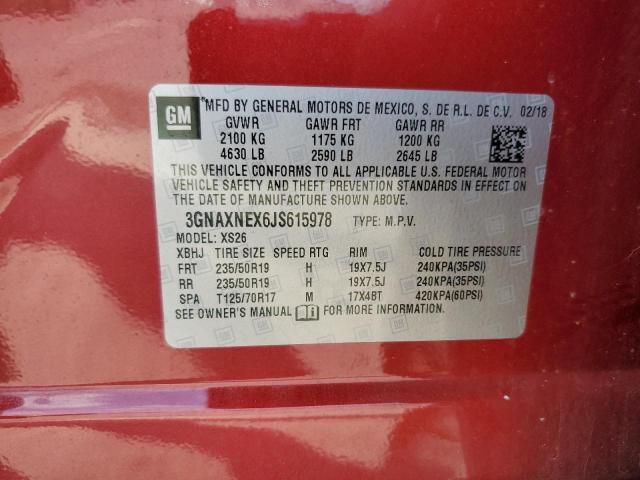 GM
*MFD BY GENERAL MOTORS DE MEXICO, S. DE R.L. DE C.V. 02/18
GVWR GAWR FRT GAWR RR
2100 KG 1175 KG 1200 KG
4630 LB 2590 LB 2645 LB
THIS VEHICLE CONFORMS TO ALL APPLICABLE U.S. FEDERAL MOTOR
VEHICLE SAFETY AND THEFT PREVENTION STANDARDS IN EFFECT ON
THE DATE OF MANUFACTURE SHOWN ABOVE.
3GNAXNEX6JS615978 TYPE: M.P.V.
MODEL: XS26
XBHJ TIRE SIZE SPEED RTG RIM COLD TIRE PRESSURE
FRT 235/50R19 H 19X7.5J 240KPA(35PSI)
RR 235/50R19 H 19X7.5J 240KPA(35PSI)
SPA T125/70R17 M 17X4BT 420KPA(60PSI)
SEE OWNER'S MANUAL i FOR MORE INFORMATION.